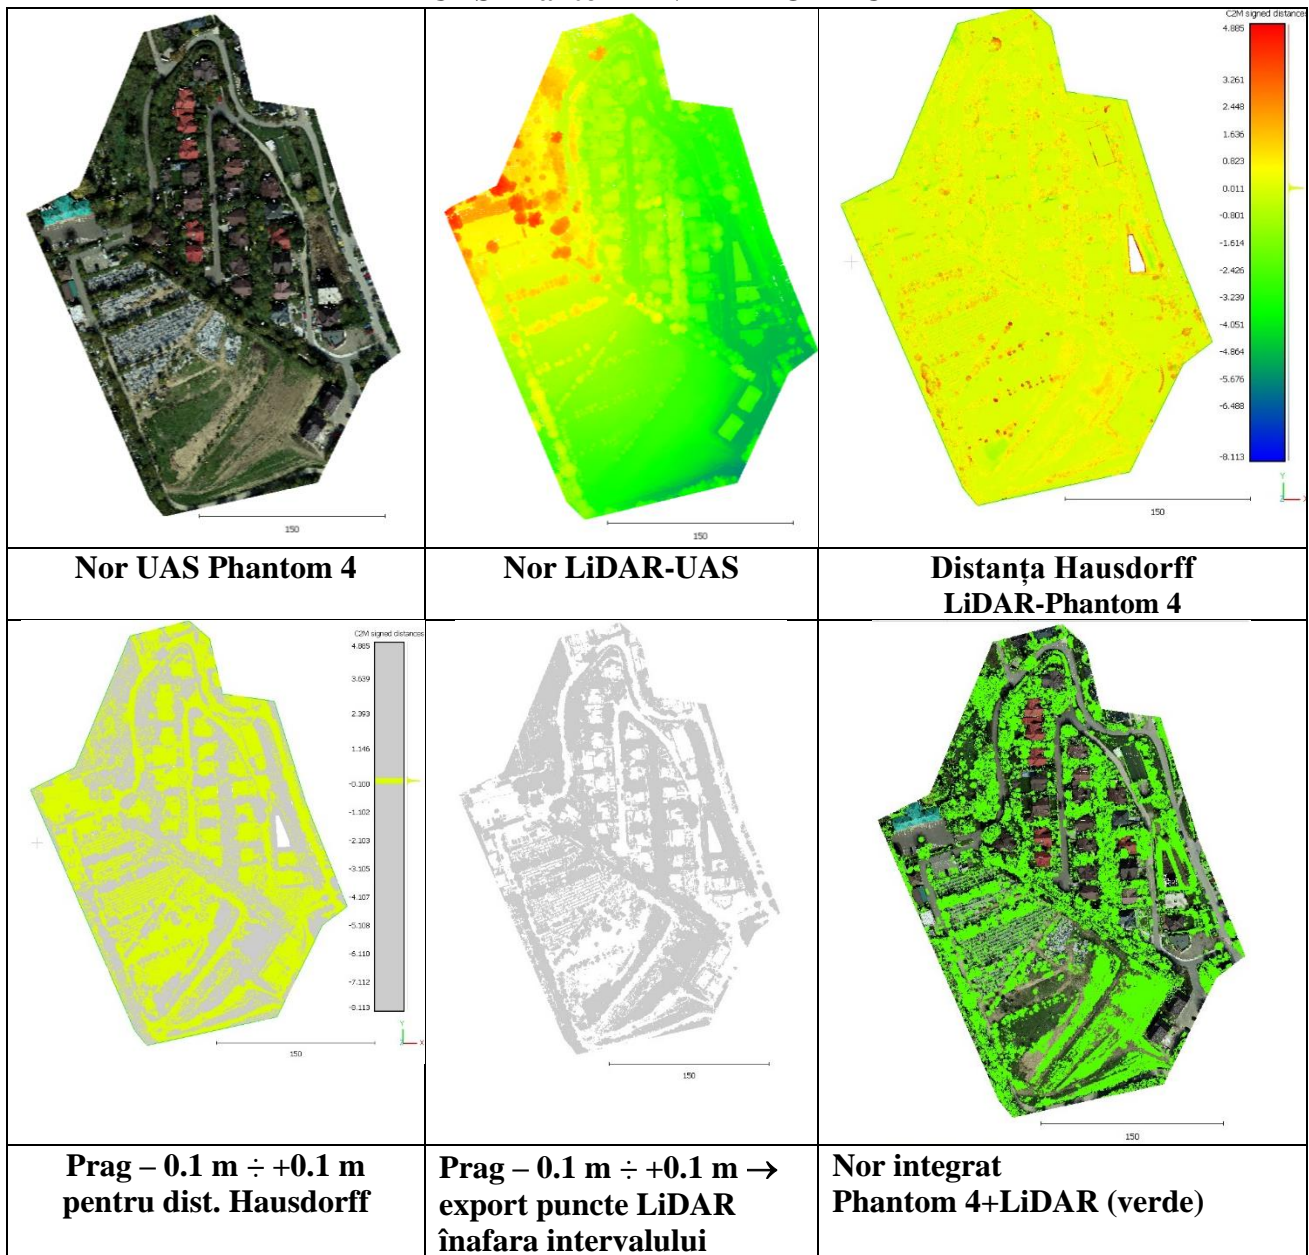 C2M signed distances
4.885
3.261
2.448
1.636
0.823
0.011
-0.801
-1.614
-2.426
-3.239
-4.051
-4.864
-5.676
-6.488
-8.113
Y
Z
X
150
150
150
Nor UAS Phantom 4
Nor LiDAR-UAS
Distanța Hausdorff
LiDAR-Phantom 4
C2M signed distances
4.885
3.639
2.393
1.146
-0.100
-1.102
-2.103
-3.105
-4.107
-5.108
-6.110
-7.112
-8.113
Y
Z
X
150
150
150
Prag – 0.1 m ÷ +0.1 m
pentru dist. Hausdorff
Prag – 0.1 m ÷ +0.1 m →
export puncte LiDAR
înafara intervalului
Nor integrat
Phantom 4+LiDAR (verde)